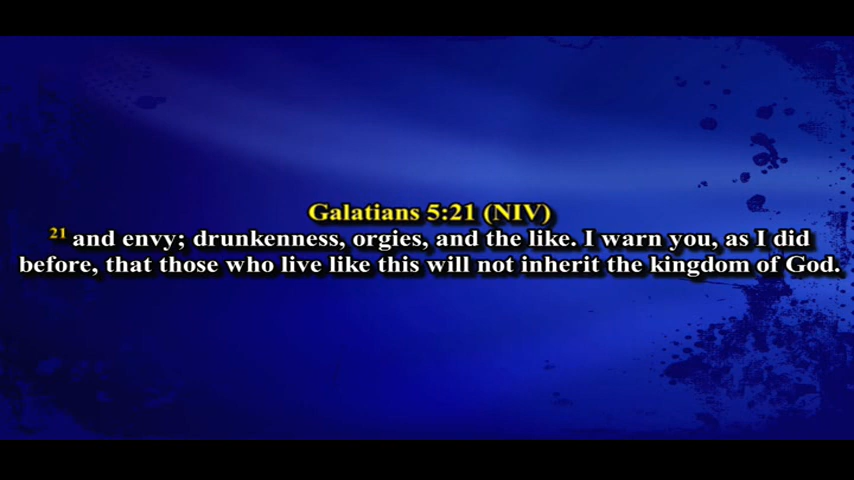 Galatians 5:21 (NIV)
21 and envy; drunkenness, orgies, and the like. I warn you, as I did
before, that those who live like this will not inherit the kingdom of God.